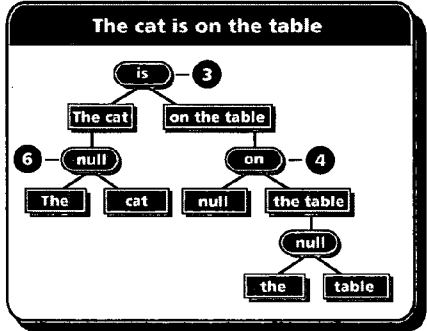 The cat is on the table
is 3
The cat on the table
6 null on 4
The cat null the table
null
the table